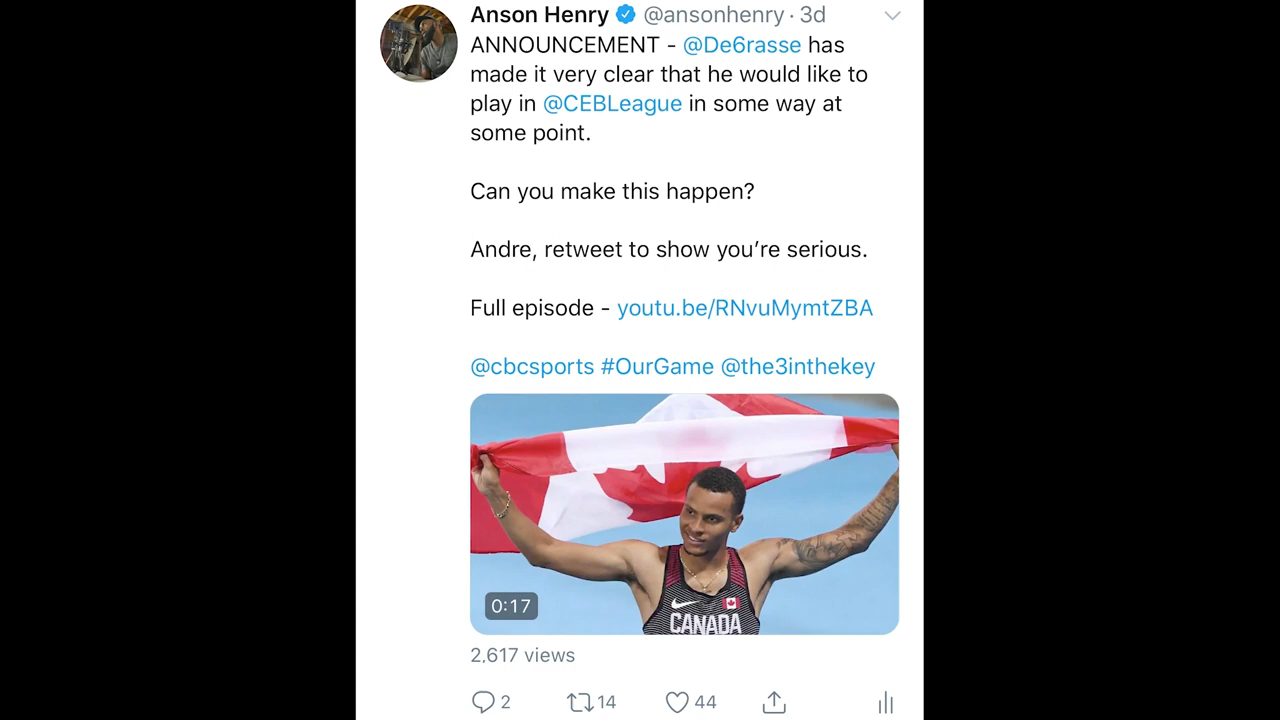 Anson Henry @ansonhenry · 3d
ANNOUNCEMENT - @De6rasse has
made it very clear that he would like to
play in @CEBLeague in some way at
some point.
Can you make this happen?
Andre, retweet to show you’re serious.
Full episode - youtu.be/RNvuMymtZBA
@cbcsports #OurGame @the3inthekey
CANADA
0:17
2,617 views
2 14 44